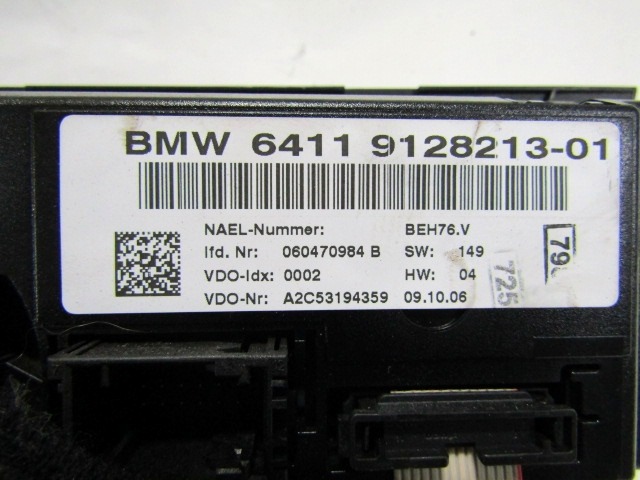 BMW 6411 9128213-01
NAEL-Nummer: BEH76.V
lfd. Nr: 060470984 B SW: 149
VDO-Idx: 0002 HW: 04
VDO-Nr: A2C53194359 09.10.06
725